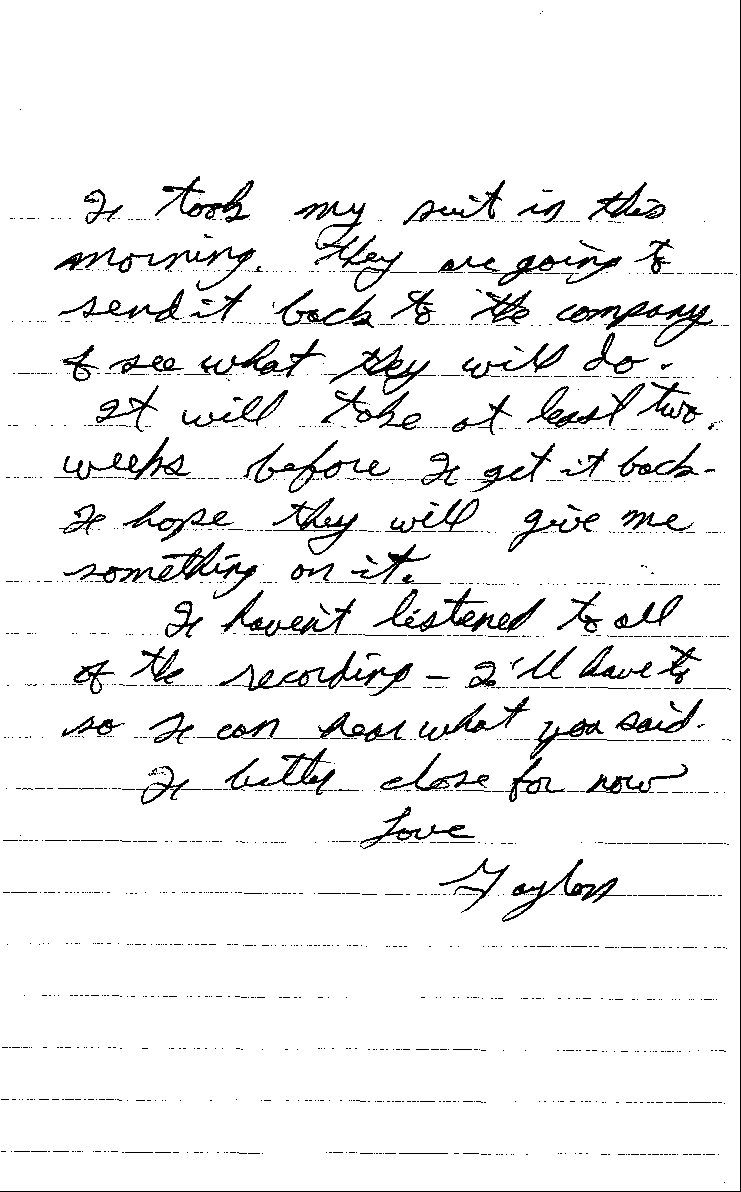 I took my suit in this
morning. They are going to
send it back to the company
& see what they will do.
It will take at least two
weeks before I get it back-
I hope they will give me
something on it.
I haven't listened to all
of the recording - I'll have to
so I can hear what you said.
I better close for now
Love
Taylor